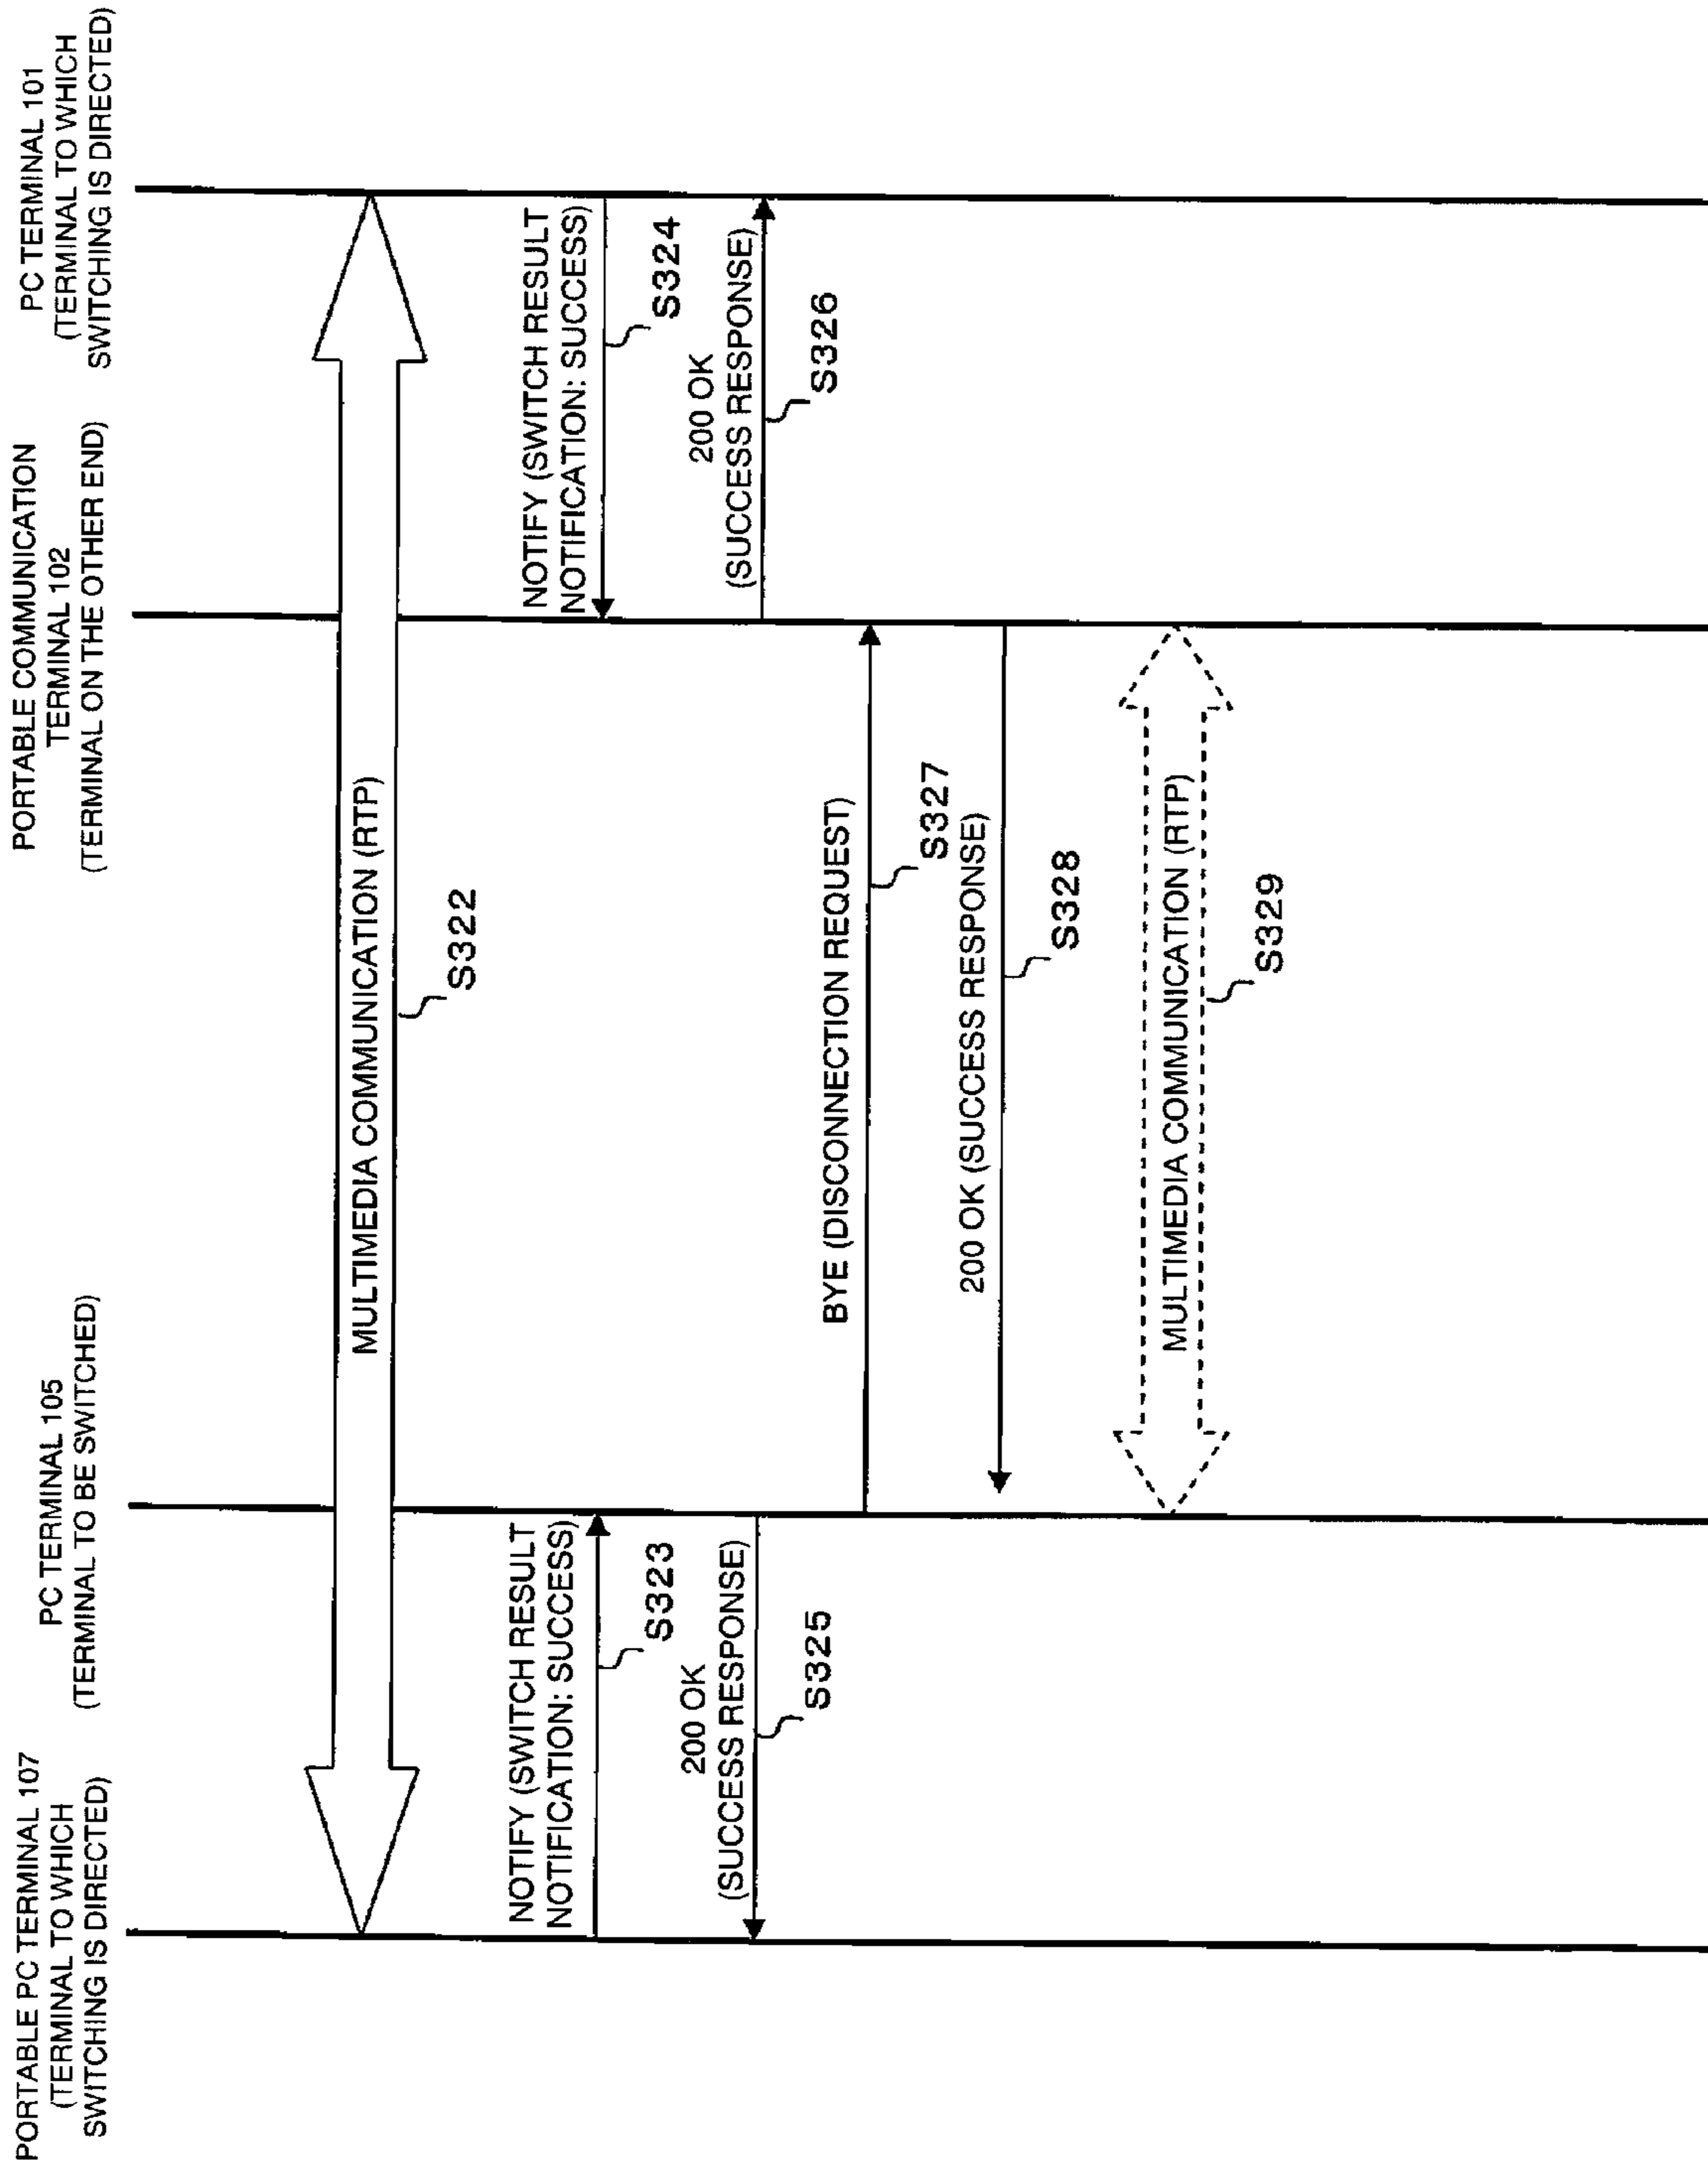 PORTABLE PC TERMINAL 107
(TERMINAL TO WHICH
SWITCHING IS DIRECTED)
PC TERMINAL 105
(TERMINAL TO BE SWITCHED)
PORTABLE COMMUNICATION
TERMINAL 102
(TERMINAL ON THE OTHER END)
PC TERMINAL 101
(TERMINAL TO WHICH
SWITCHING IS DIRECTED)
MULTIMEDIA COMMUNICATION (RTP)
S322
NOTIFY (SWITCH RESULT
NOTIFICATION: SUCCESS)
S323
NOTIFY (SWITCH RESULT
NOTIFICATION: SUCCESS)
S324
200 OK
(SUCCESS RESPONSE)
S325
200 OK
(SUCCESS RESPONSE)
S326
BYE (DISCONNECTION REQUEST)
S327
200 OK (SUCCESS RESPONSE)
S328
MULTIMEDIA COMMUNICATION (RTP)
S329